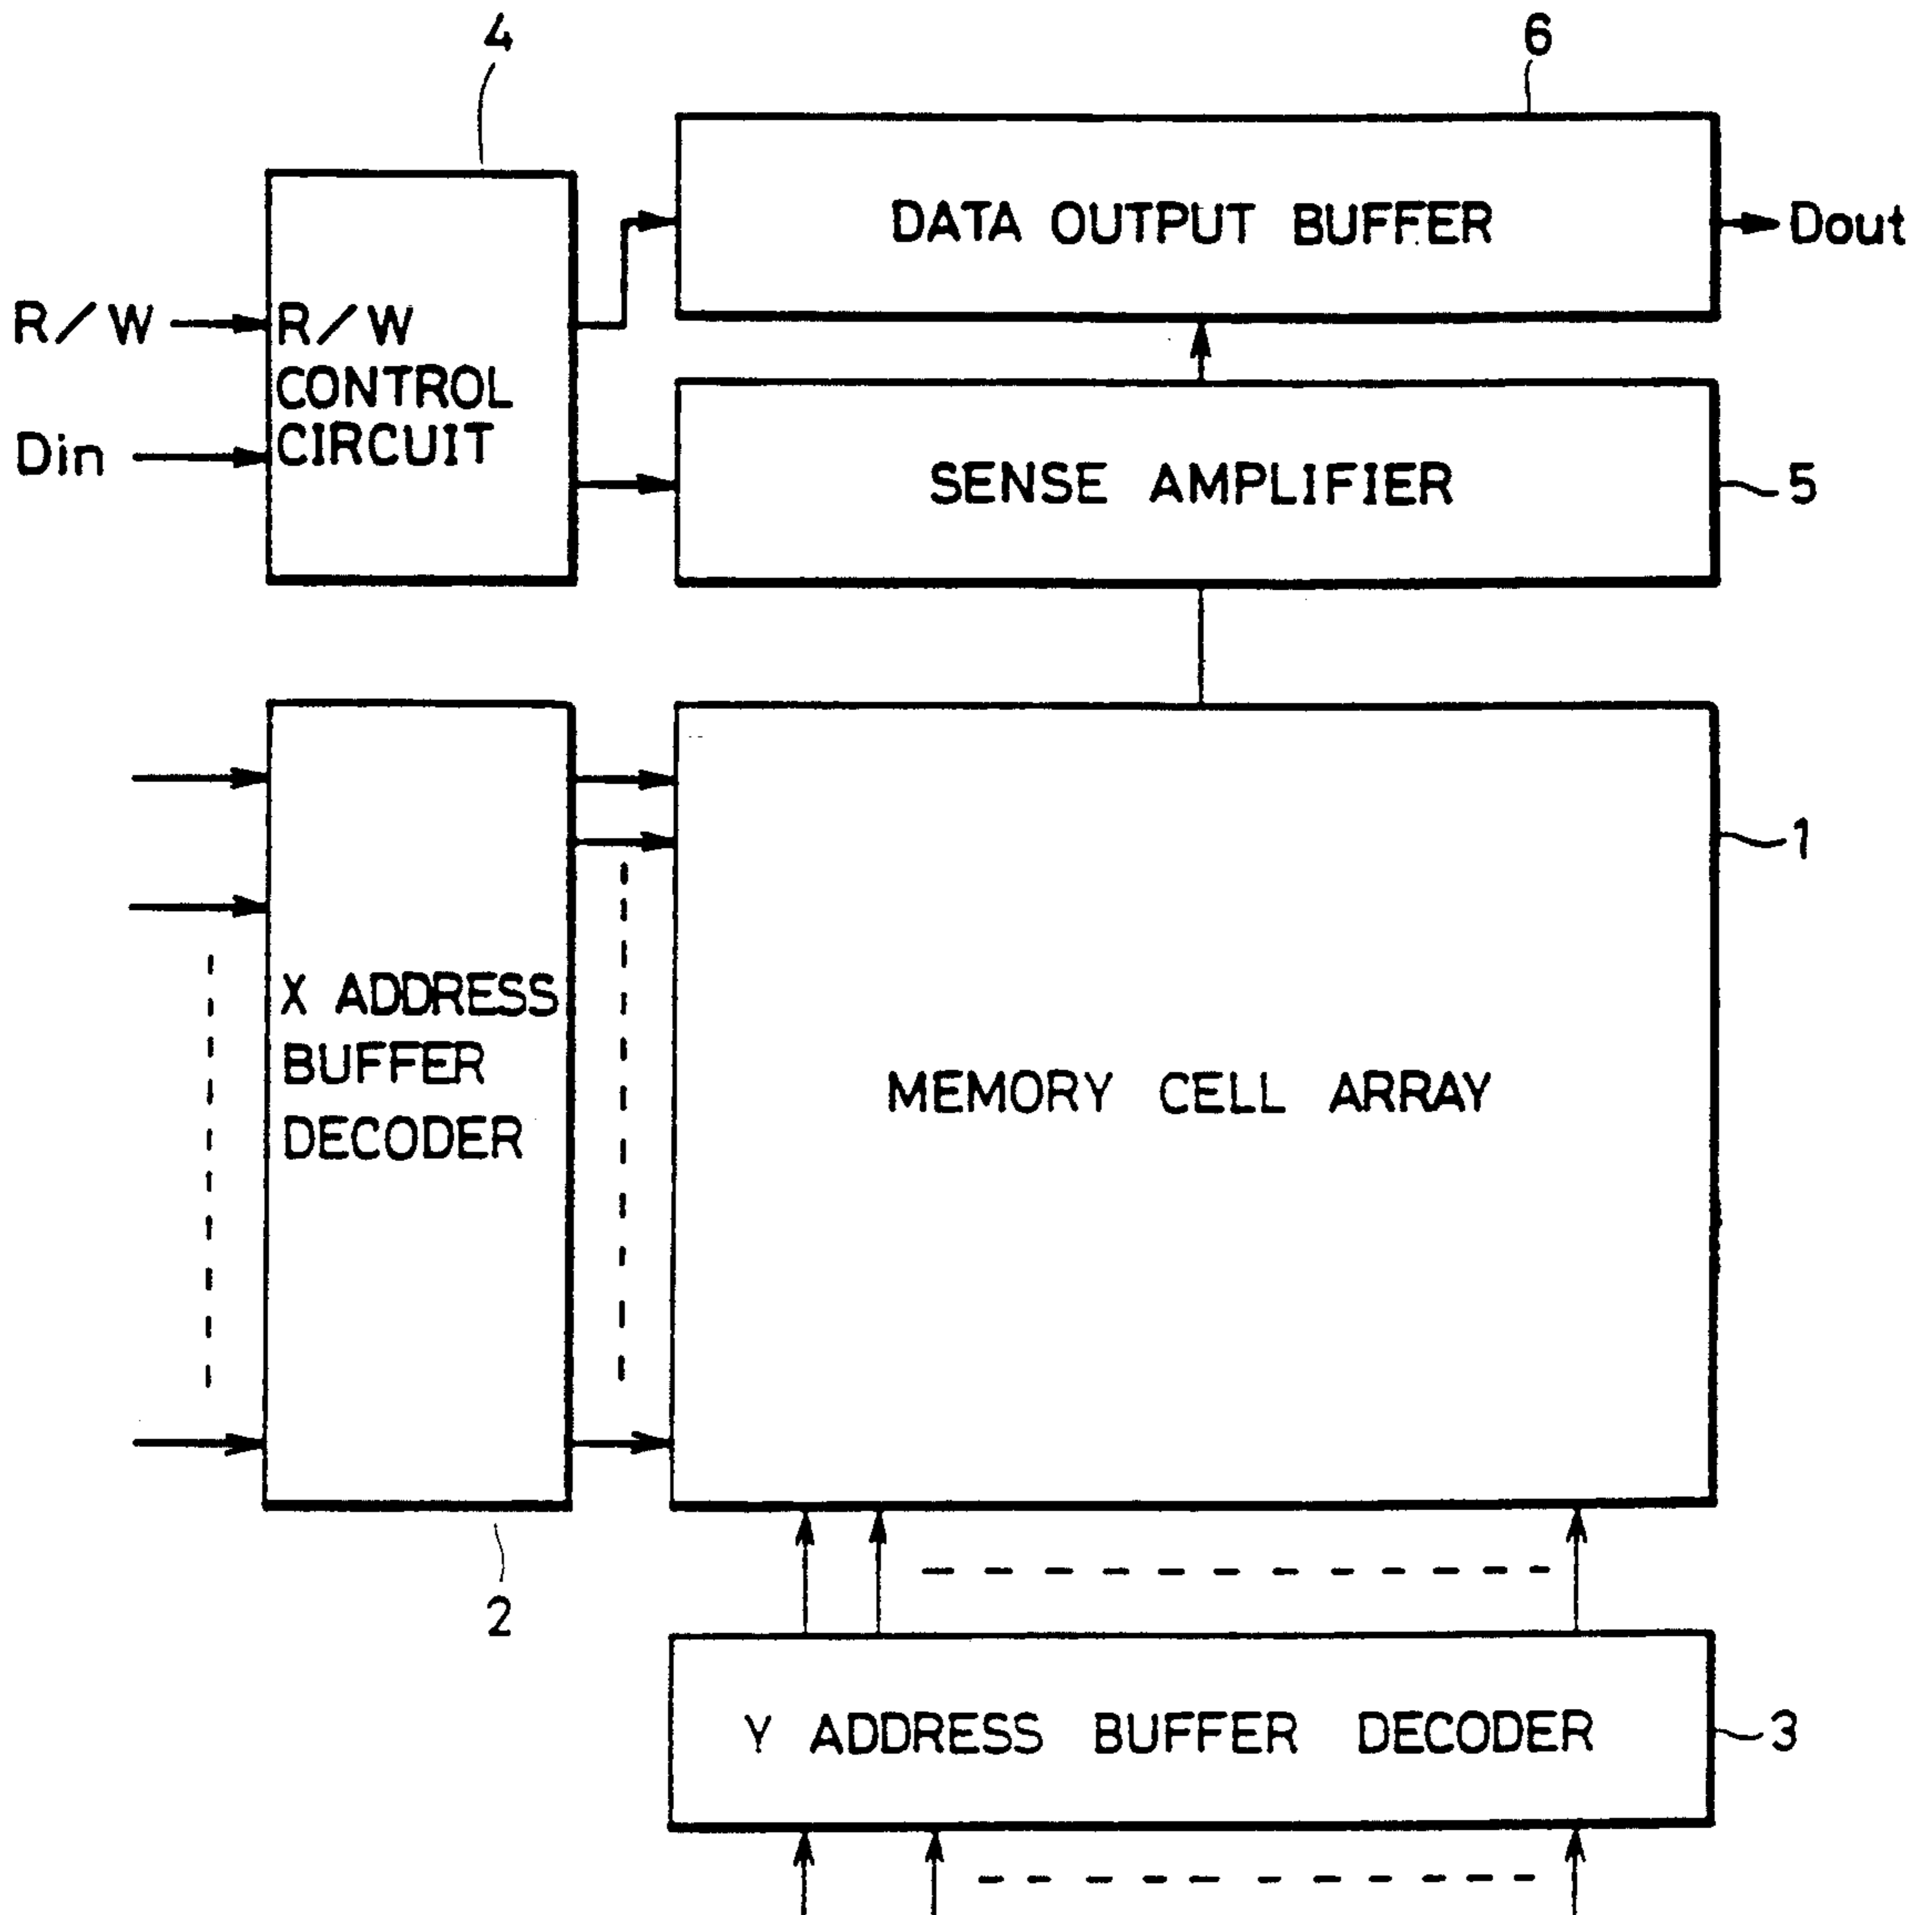 4
6
DATA OUTPUT BUFFER
Dout
R/W
R/W
CONTROL
CIRCUIT
Din
SENSE AMPLIFIER
5
1
X ADDRESS
BUFFER
DECODER
MEMORY CELL ARRAY
2
Y ADDRESS BUFFER DECODER
3